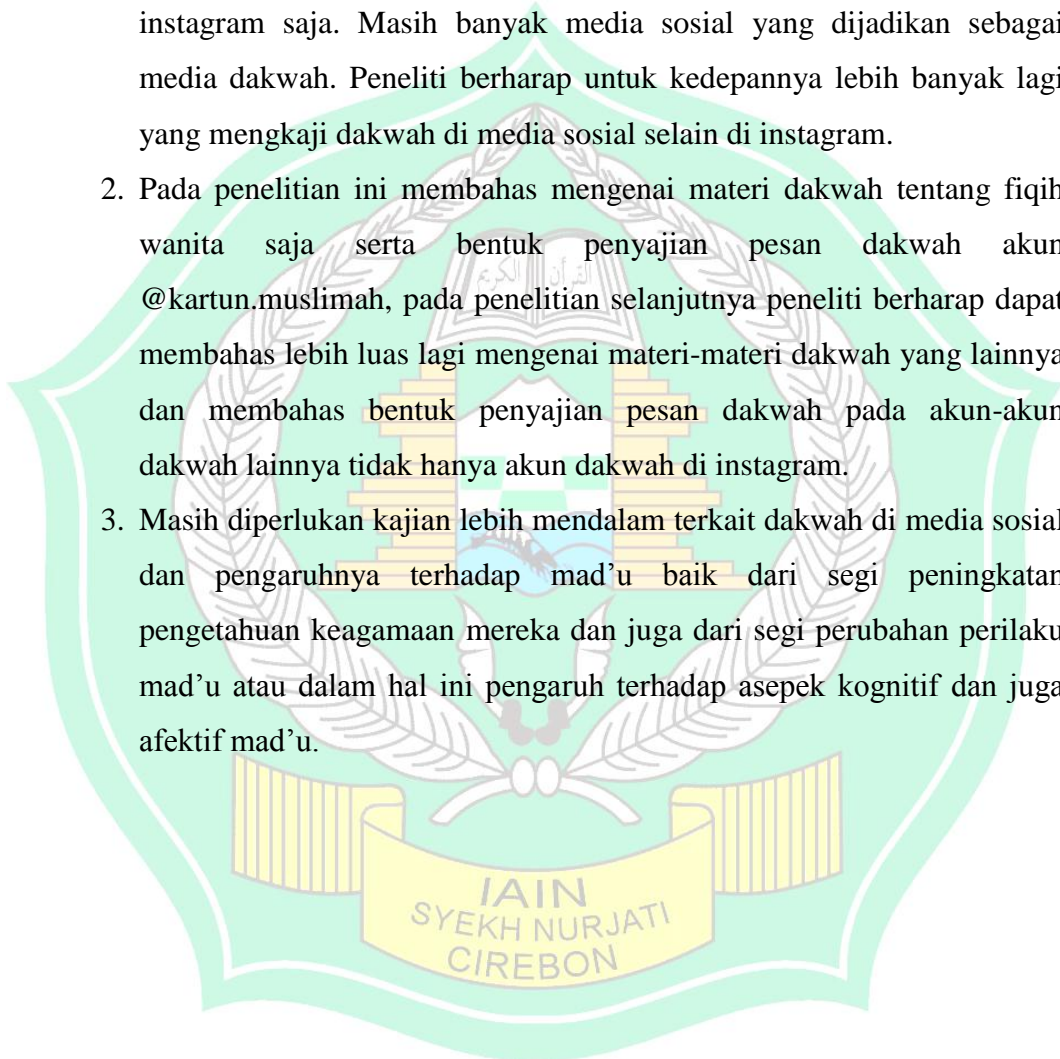 instagram saja. Masih banyak media sosial yang dijadikan sebagai
media dakwah. Peneliti berharap untuk kedepannya lebih banyak lagi
yang mengkaji dakwah di media sosial selain di instagram.
2. Pada penelitian ini membahas mengenai materi dakwah tentang fiqih
wanita saja serta bentuk penyajian pesan dakwah akun
@kartun.muslimah, pada penelitian selanjutnya peneliti berharap dapat
membahas lebih luas lagi mengenai materi-materi dakwah yang lainnya
dan membahas bentuk penyajian pesan dakwah pada akun-akun
dakwah lainnya tidak hanya akun dakwah di instagram.
3. Masih diperlukan kajian lebih mendalam terkait dakwah di media sosial
dan pengaruhnya terhadap mad’u baik dari segi peningkatan
pengetahuan keagamaan mereka dan juga dari segi perubahan perilaku
mad’u atau dalam hal ini pengaruh terhadap asepek kognitif dan juga
afektif mad’u.
القرآن الكريم
IAIN
SYEKH NURJATI
CIREBON